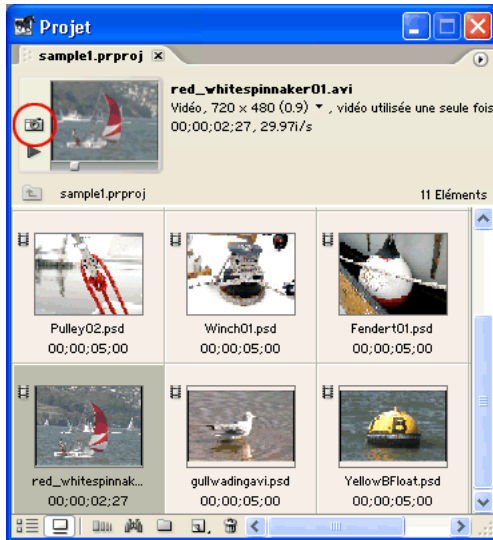 Projet
sample1.prproj
red_whitespinnaker01.avi
Vidéo, 720 x 480 (0.9) , vidéo utilisée une seule fois
00;00;02;27, 29.97i/s
sample1.prproj
11 Eléments
Pulley02.psd
Winch01.psd
Fendert01.psd
00;00;05;00
00;00;05;00
00;00;05;00
red_whitespinnak...
gullwadingavi.psd
YellowBFloat.psd
00;00;02;27
00;00;05;00
00;00;05;00